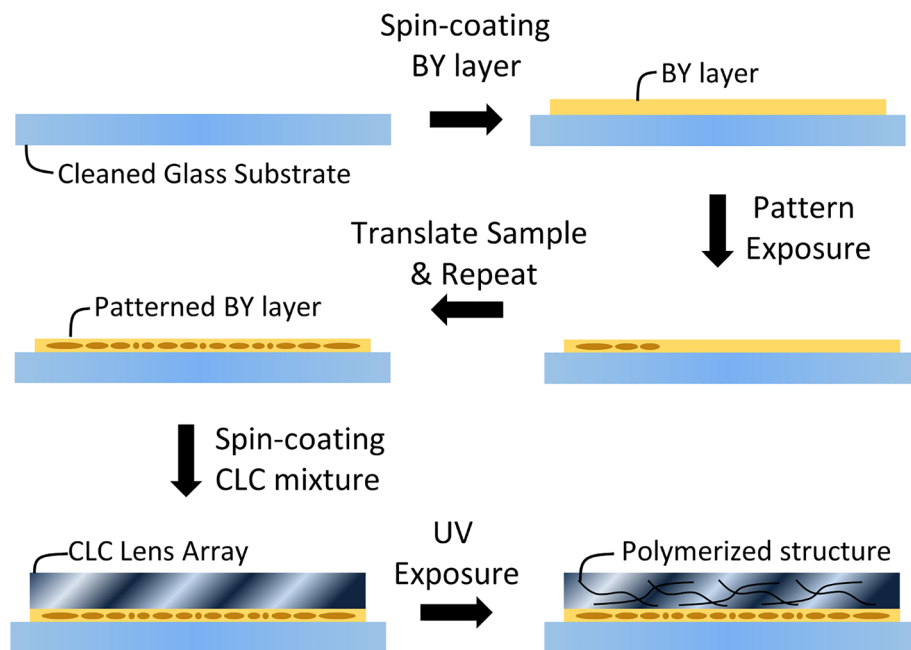 Spin-coating
BY layer
BY layer
Cleaned Glass Substrate
Pattern
Exposure
Translate Sample
& Repeat
Patterned BY layer
Spin-coating
CLC mixture
CLC Lens Array
UV
Exposure
Polymerized structure